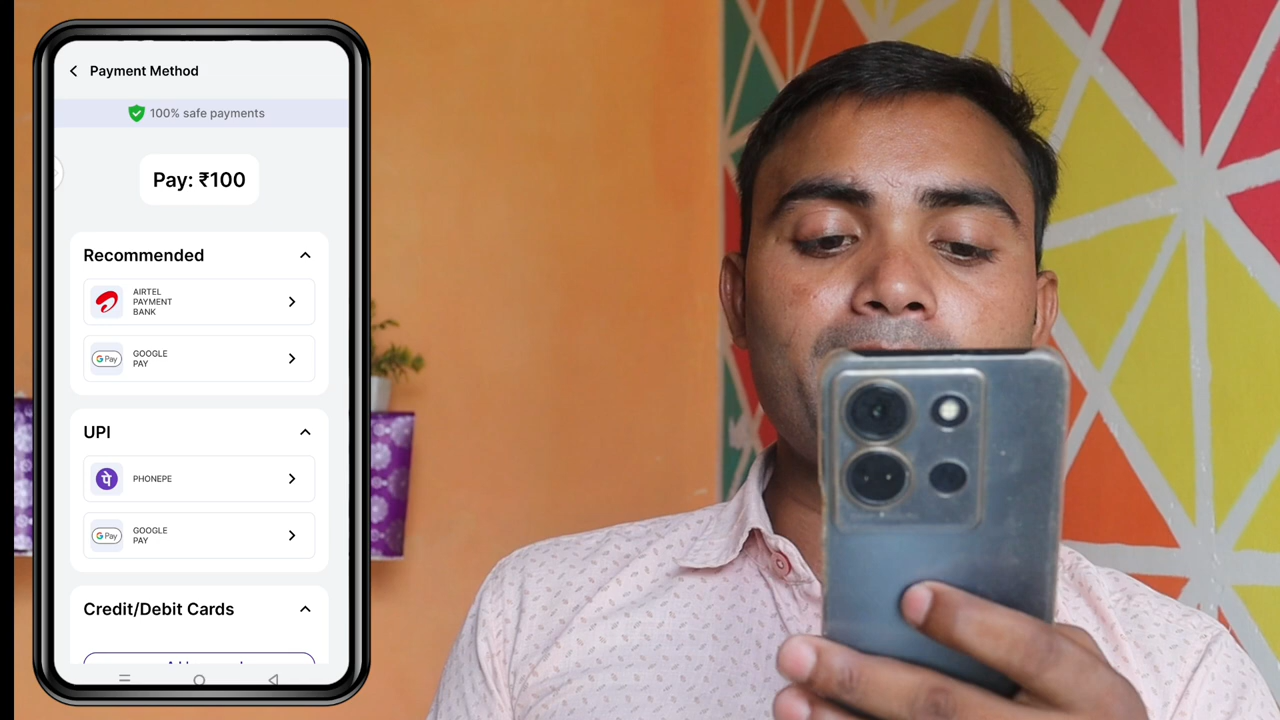 Payment Method
100% safe payments
Pay: ₹100
Recommended
AIRTEL
PAYMENT
BANK
G Pay
GOOGLE
PAY
UPI
पे
PHONEPE
G Pay
GOOGLE
PAY
Credit/Debit Cards